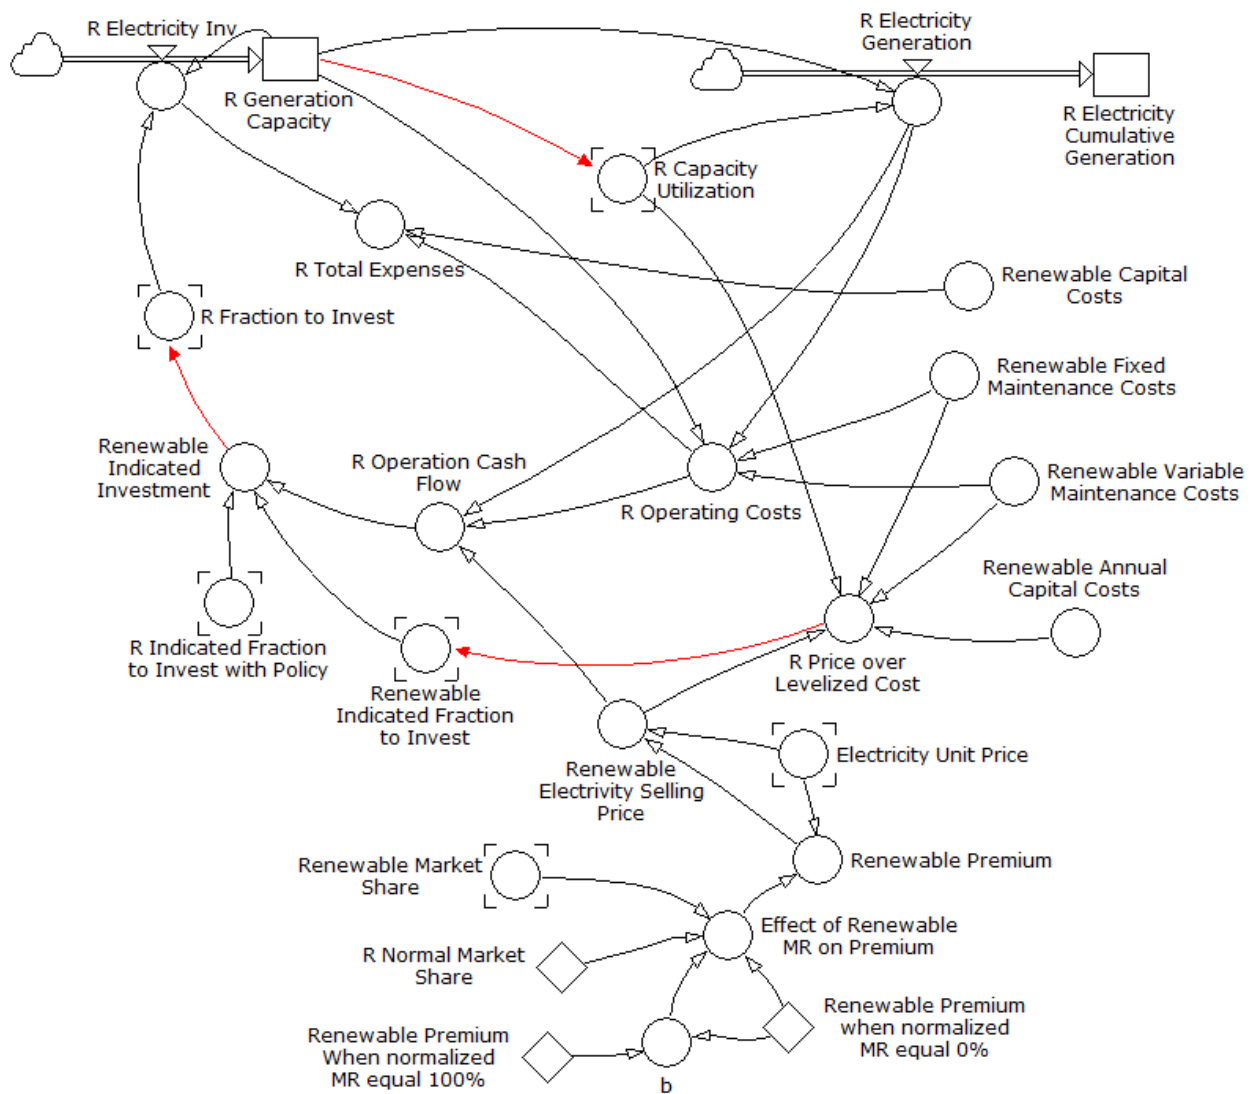 R Electricity Inv
R Electricity
Generation
R Generation
Capacity
R Electricity
Cumulative
Generation
R Capacity
Utilization
R Total Expenses
Renewable Capital
Costs
R Fraction to Invest
Renewable Fixed
Maintenance Costs
Renewable
Indicated
Investment
R Operation Cash
Flow
R Operating Costs
Renewable Variable
Maintenance Costs
Renewable Annual
Capital Costs
R Indicated Fraction
to Invest with Policy
Renewable
Indicated Fraction
to Invest
R Price over
Levelized Cost
Renewable
Electrivity Selling
Price
Electricity Unit Price
Renewable Market
Share
Renewable Premium
Effect of Renewable
MR on Premium
R Normal Market
Share
Renewable Premium
When normalized
MR equal 100%
b
Renewable Premium
when normalized
MR equal 0%